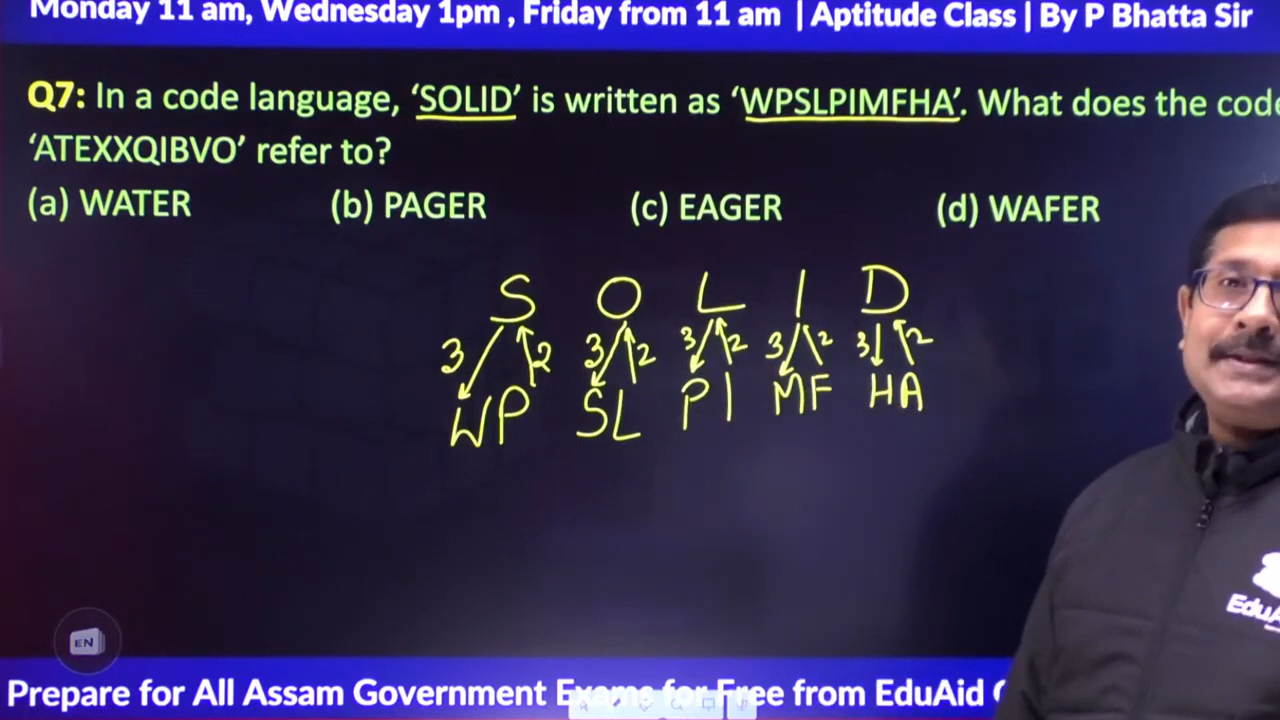 Monday 11 am, Wednesday 1pm , Friday from 11 am | Aptitude Class | By P Bhatta Sir
Q7: In a code language, ‘SOLID’ is written as ‘WPSLPIMFHA’. What does the code
‘ATEXXQIBVO’ refer to?
(a) WATER (b) PAGER (c) EAGER (d) WAFER
S O L I D
3 2 3 2 3 2 3 2 3 2
WP SL PI MF HA
EduA
EN
Prepare for All Assam Government Exams for Free from EduAid